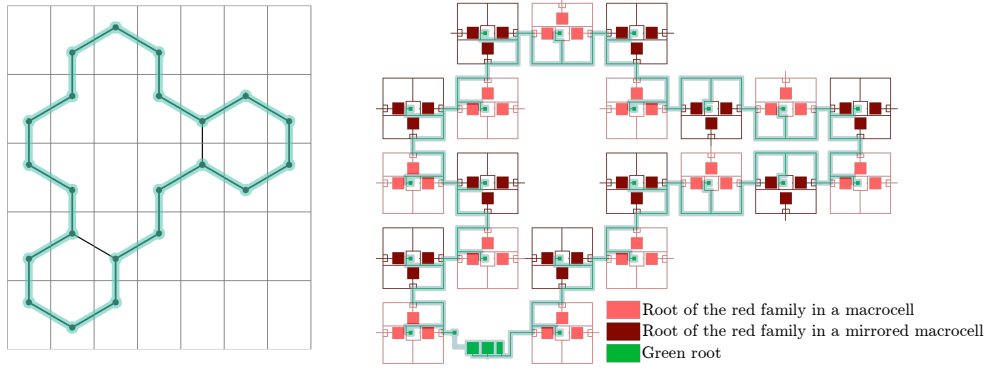 Root of the red family in a macrocell
Root of the red family in a mirrored macrocell
Green root